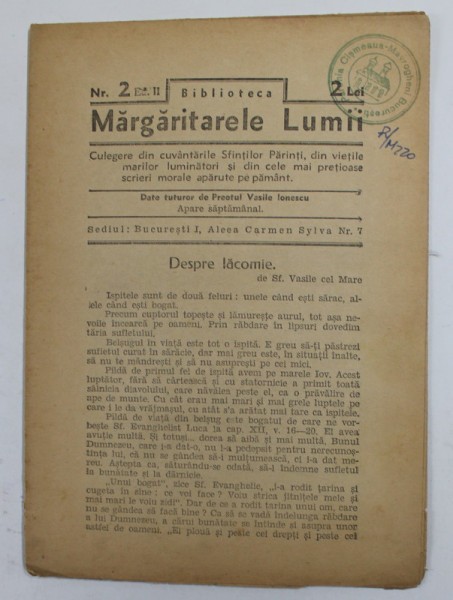 Nr. 2 Ed. II Biblioteca 2 Lei
Mărgăritarele Lumii
Culegere din cuvântările Sfinților Părinți, din viețile
marilor luminători și din cele mai prețioase
scrieri morale apărute pe pământ.
Date tuturor de Preotul Vasile Ionescu
Apare săptămânal.
Sediul: București I, Aleea Carmen Sylva Nr. 7
Despre lăcomie.
de Sf. Vasile cel Mare
Ispitele sunt de două feluri: unele când ești sărac, al-
tele când ești bogat.
Precum cuptorul topește și lămurește aurul, tot așa ne-
voile încearcă pe oameni. Prin răbdare în lipsuri dovedim
tăria sufletului.
Belșugul în viață este tot o ispită. E greu să-ți păstrezi
sufletul curat în sărăcie, dar mai greu este, în situații înalte,
să nu te mândrești și să nu asuprești pe cei mici.
Pildă de primul fel de ispită avem pe marele Iov. Acest
luptător, fără să cârtească și cu statornicie a primit toată
silnicia diavolului, care năvălea peste el, ca o prăvălire de
ape de munte. Cu cât erau mai mari și mai grele luptele pe
care i le da vrăjmașul, cu atât s'a arătat mai tare ca ispitele.
Pildă de viață din belșug este bogatul de care ne vor-
bește Sf. Evanghelist Luca la cap. XII, v. 16—20. El avea
avuție multă. Și totuși... dorea să aibă și mai multă. Bunul
Dumnezeu, care i-a dat-o, nu i-a pedepsit pentru nerecunoș-
tința lui, că nu se gândea să-i mulțumească, ci i-a dat me-
reu. Aștepta ca, săturându-se odată, să-i îndemne sufletul
la bunătate și la dărnicie.
„Unui bogat", zice Sf. Evanghelie, „i-a rodit țarina și
cugeta în sine: ce voi face? Voiu strica jitnițele mele și
mai mari le voiu zidi". Dar de ce a rodit țarina unui om, care
nu se gândea să facă bine? Ca să se vadă îndelunga răbdare
a lui Dumnezeu, a cărui bunătate se întinde și asupra unor
astfel de oameni. „El plouă și peste cei drepți și peste cei